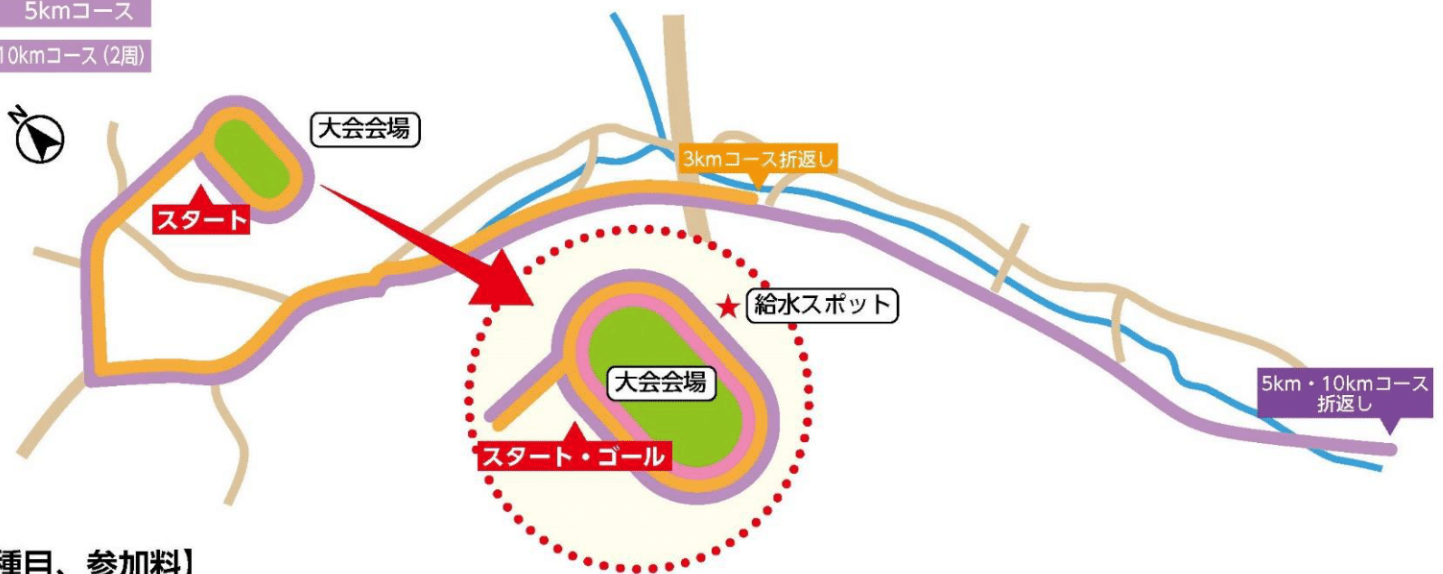 5kmコース
10kmコース(2周)
N
大会会場
スタート
3kmコース折返し
給水スポット
大会会場
スタート・ゴール
5km・10kmコース
折返し
種目、参加料】